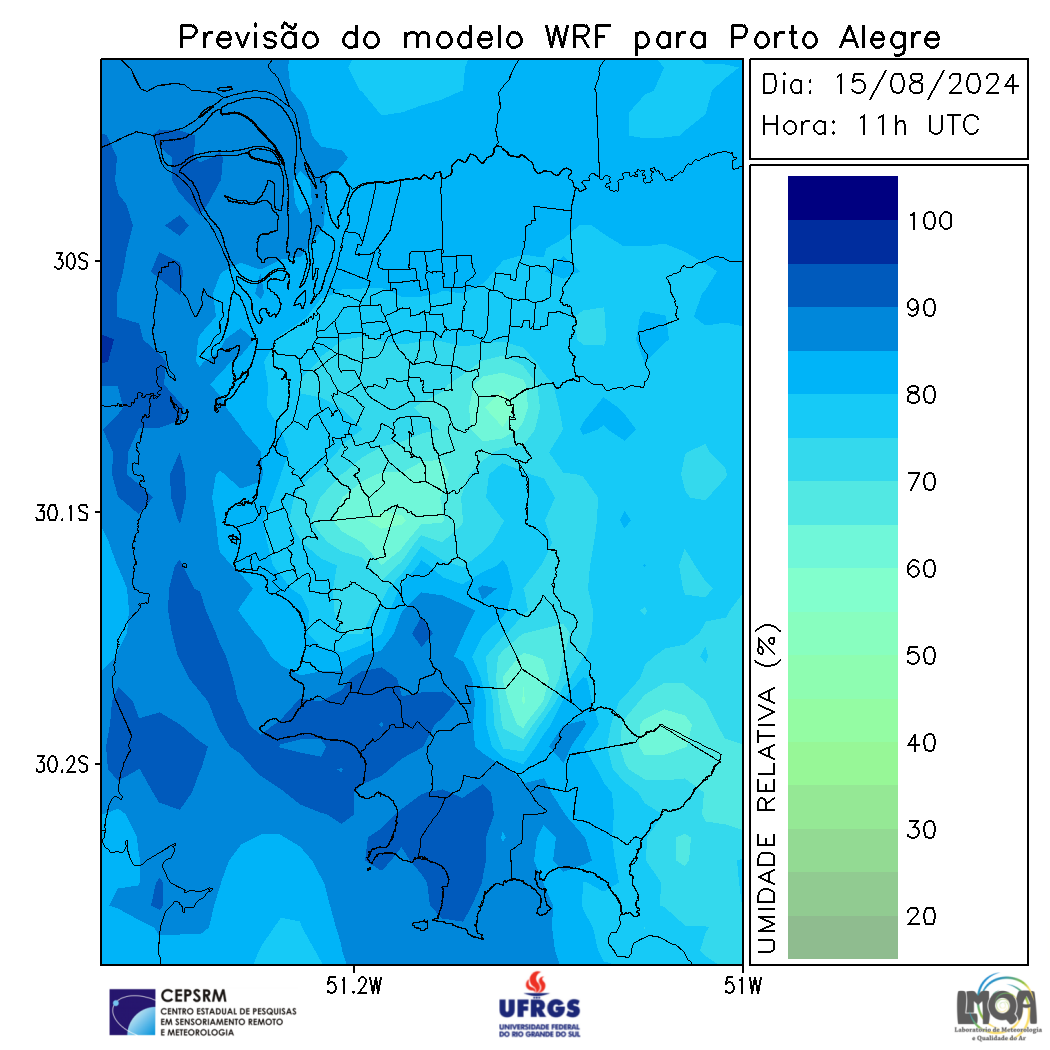 Previsão do modelo WRF para Porto Alegre
Dia: 15/08/2024
Hora: 11h UTC
100
90
80
70
60
50
40
30
20
UMIDADE RELATIVA (%)
30S
30.1S
30.2S
51.2W
51W
CEPSRM
CENTRO ESTADUAL DE PESQUISAS
EM SENSORIAMENTO REMOTO
E METEOROLOGIA
UFRGS
UNIVERSIDADE FEDERAL
DO RIO GRANDE DO SUL
LMQA
Laboratório de Meteorologia
e Qualidade do Ar